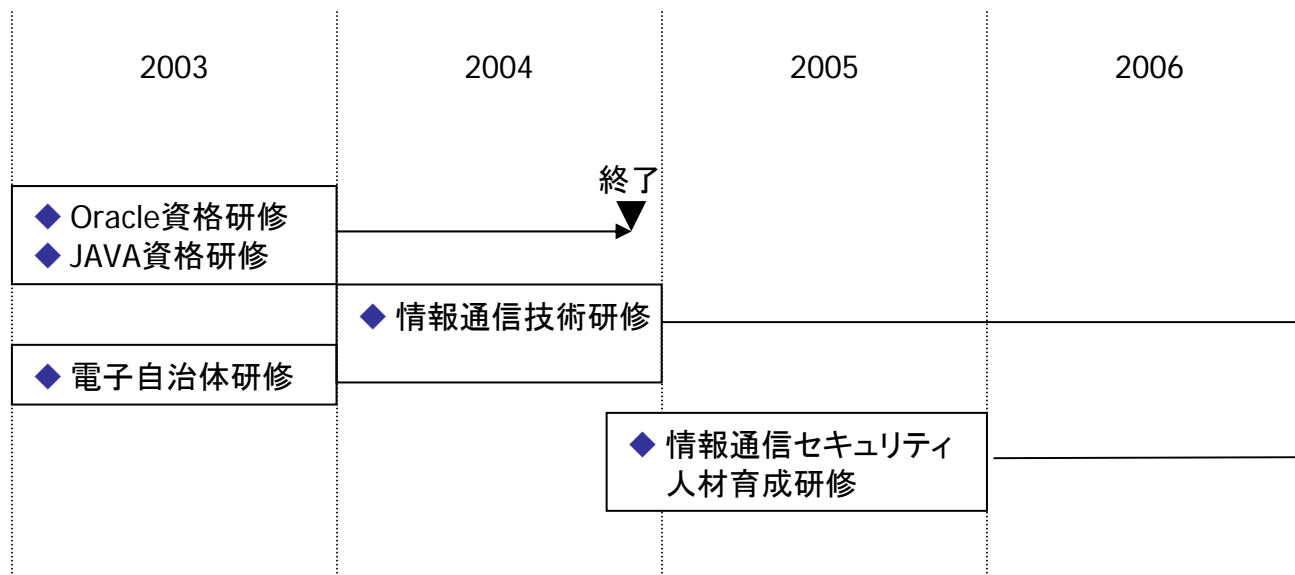 2003
2004
2005
2006
終了
◆ Oracle資格研修
◆ JAVA資格研修
◆ 情報通信技術研修
◆ 電子自治体研修
◆ 情報通信セキュリティ
人材育成研修